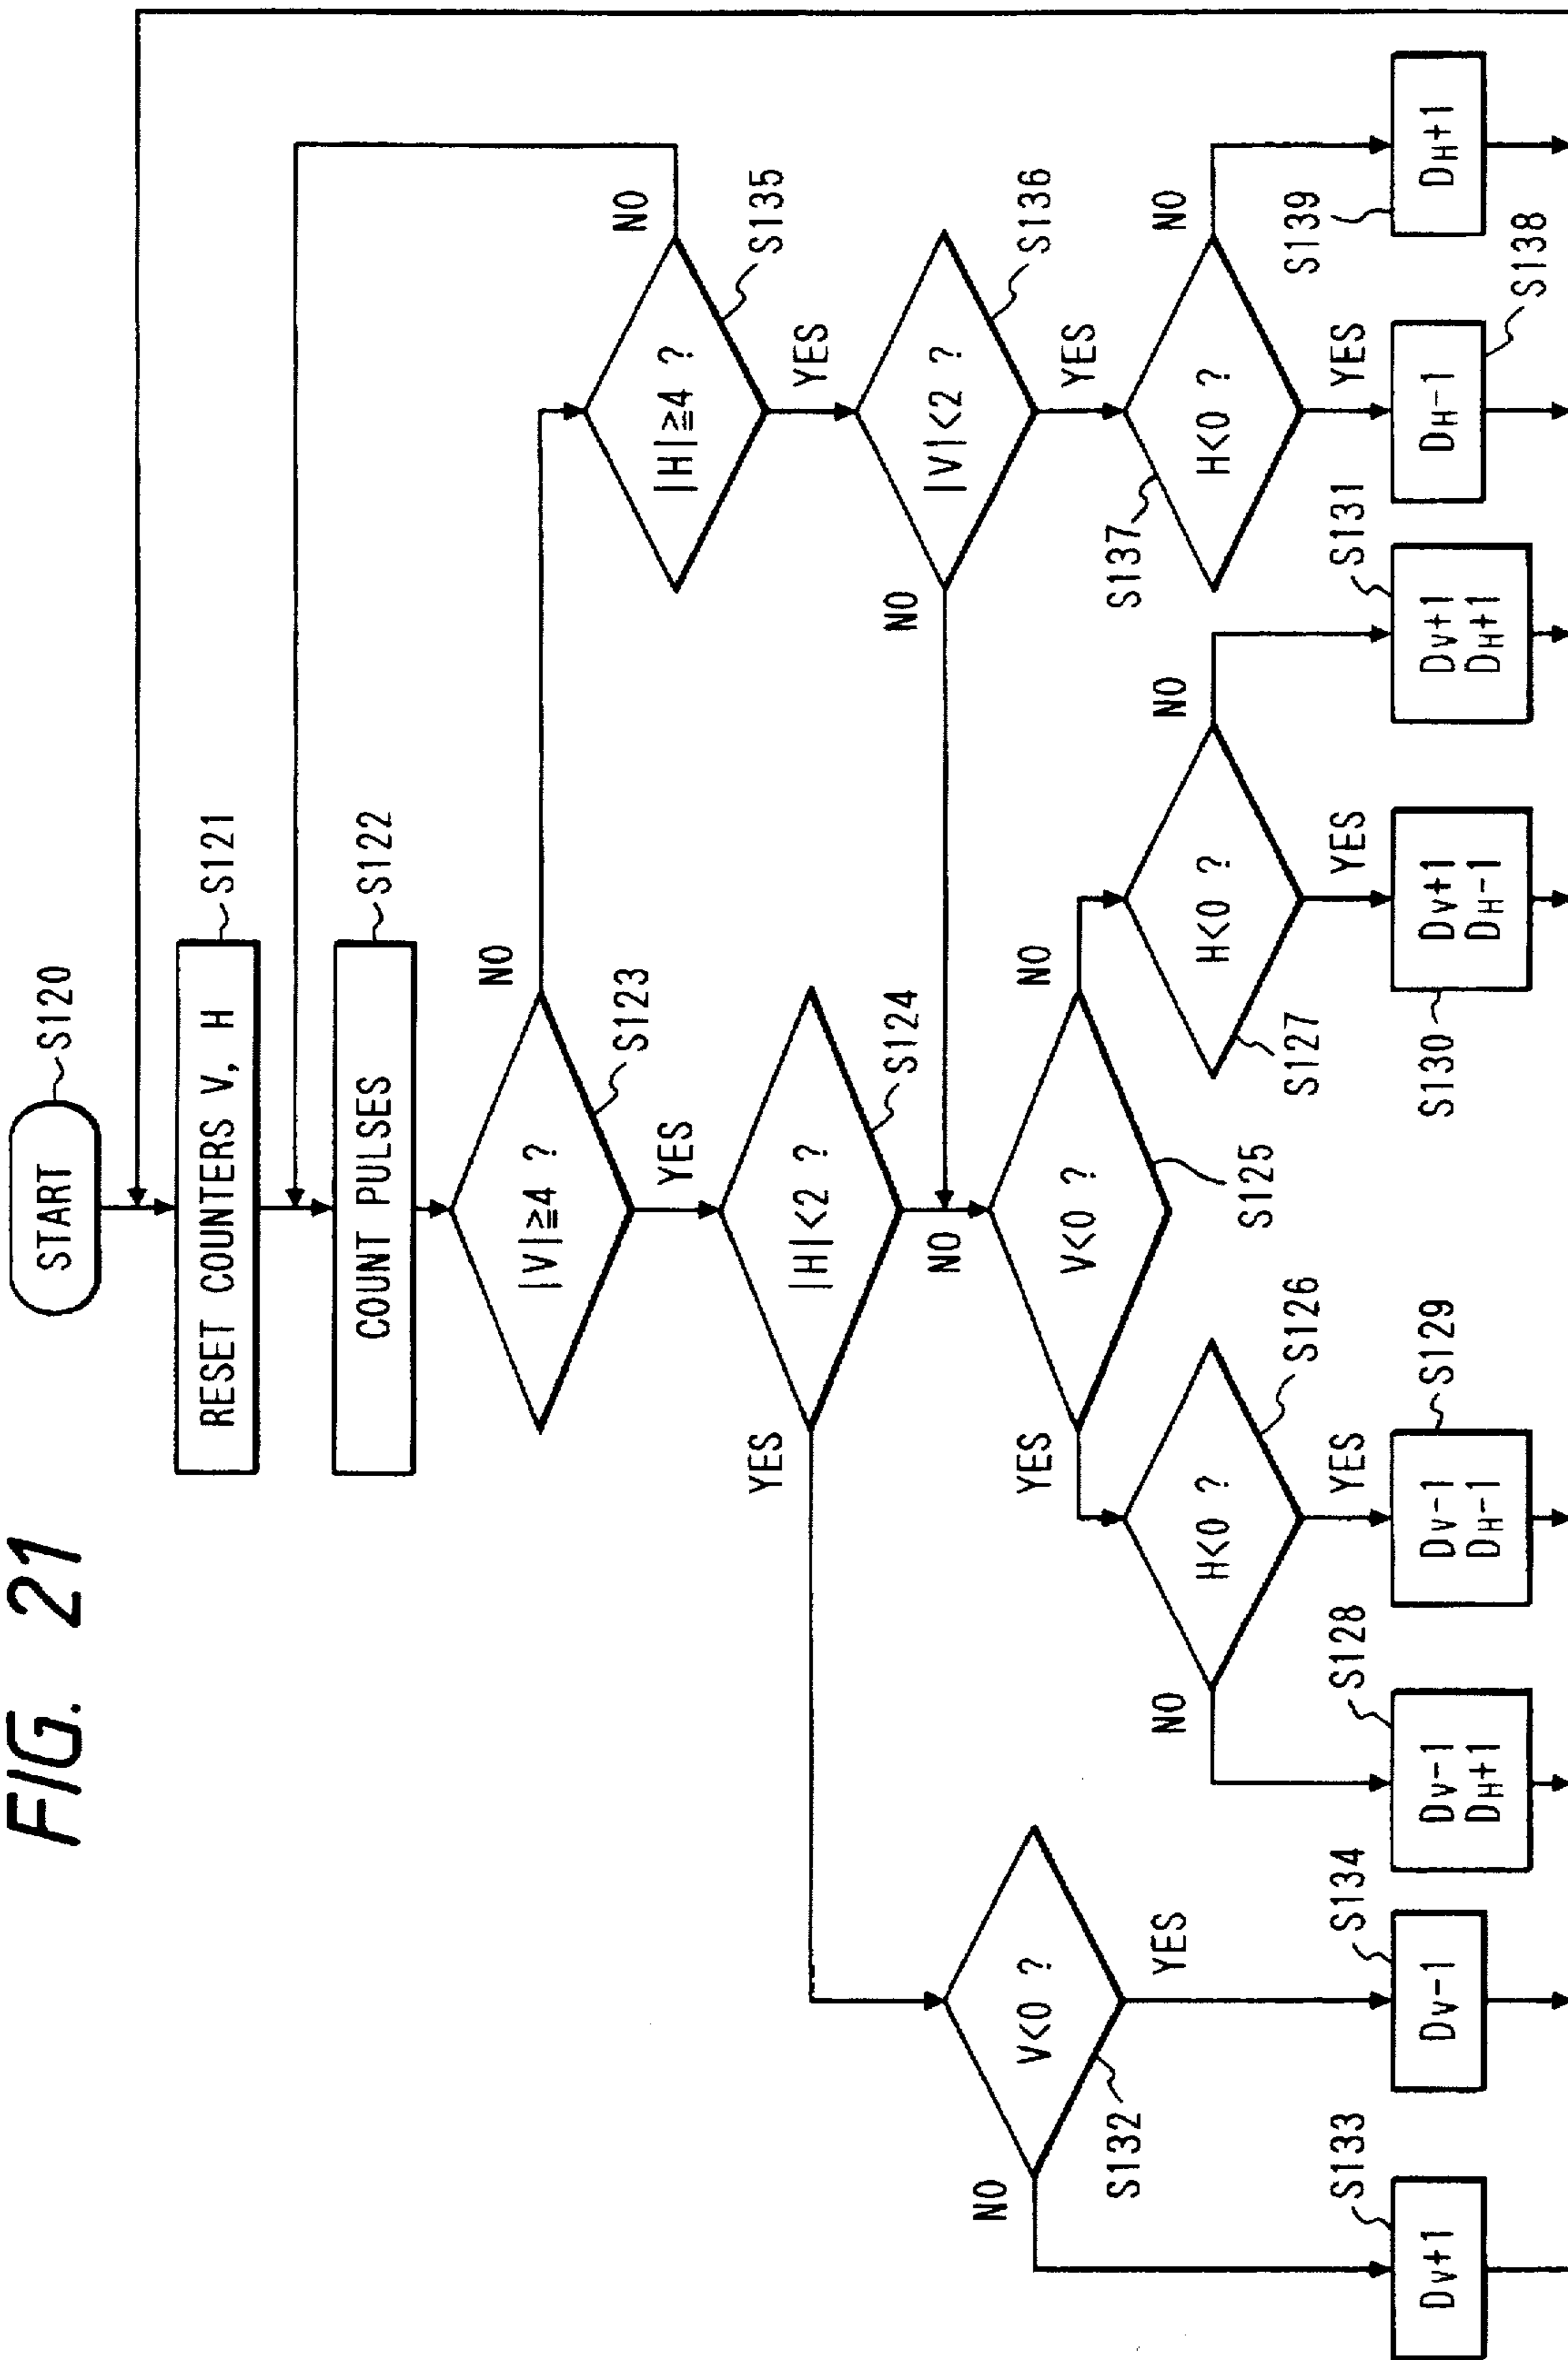 FIG. 21
START
S120
RESET COUNTERS V, H
S121
COUNT PULSES
S122
|V|≧4 ?
S123
NO
YES
|H|≧4 ?
S135
NO
YES
|H|<2 ?
S124
YES
NO
|V|<2 ?
S136
NO
YES
V<0 ?
S132
NO
YES
V<0 ?
S125
YES
NO
H<0 ?
S126
NO
YES
H<0 ?
S127
YES
NO
H<0 ?
S137
YES
NO
DV+1
S133
DV-1
S134
DV-1
DH+1
S128
DV-1
DH-1
S129
DV+1
DH-1
S130
DV+1
DH+1
S131
DH-1
S138
DH+1
S139